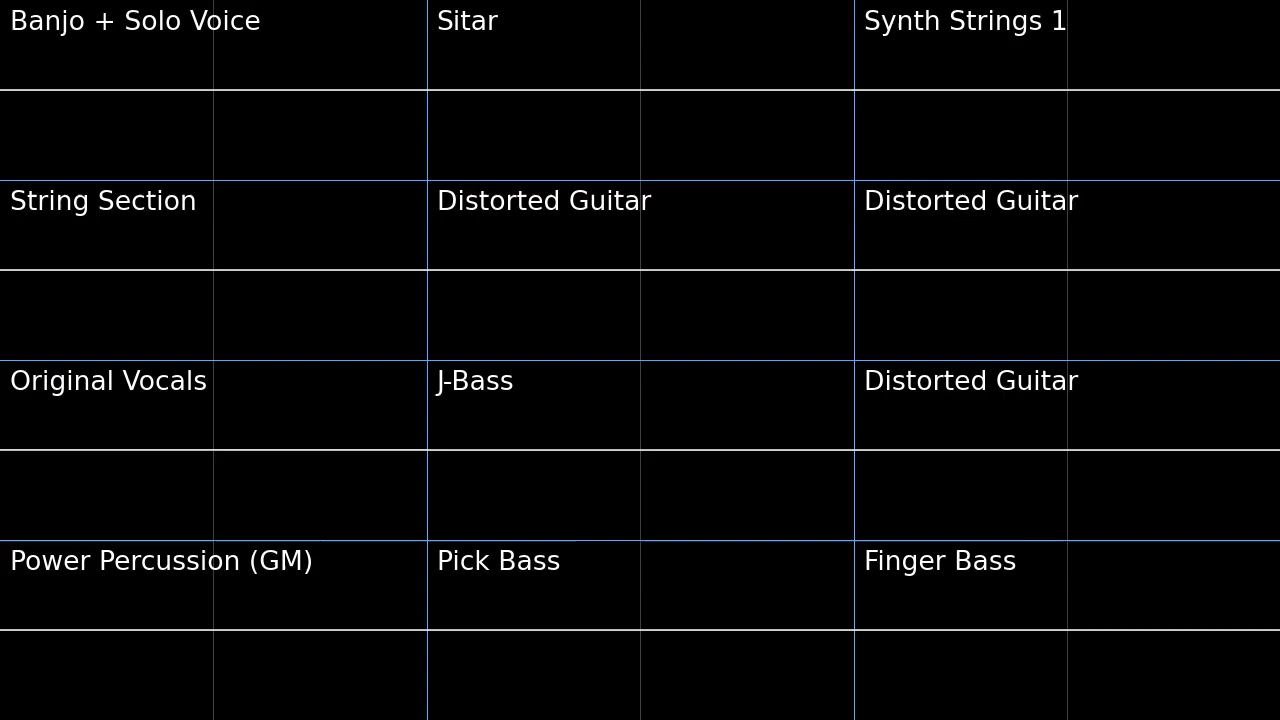 Banjo + Solo Voice
Sitar
Synth Strings 1
String Section
Distorted Guitar
Distorted Guitar
Original Vocals
J-Bass
Distorted Guitar
Power Percussion (GM)
Pick Bass
Finger Bass